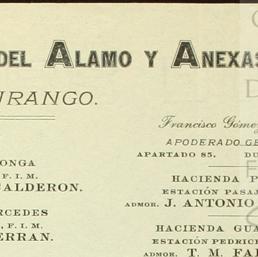 DEL ALAMO Y ANEXAS
URANGO.
Francisco Góme
APODERADO GE
APARTADO 85. DU
ONGA
F. I. M.
CALDERON.
HACIENDA P
ESTACIÓN PASAJ
ADMOR. J. ANTONIO
RCEDES
, F. I. M.
ERRAN.
HACIENDA GUA
ESTACIÓN PEDRICE
ADMOR. T. M. FA